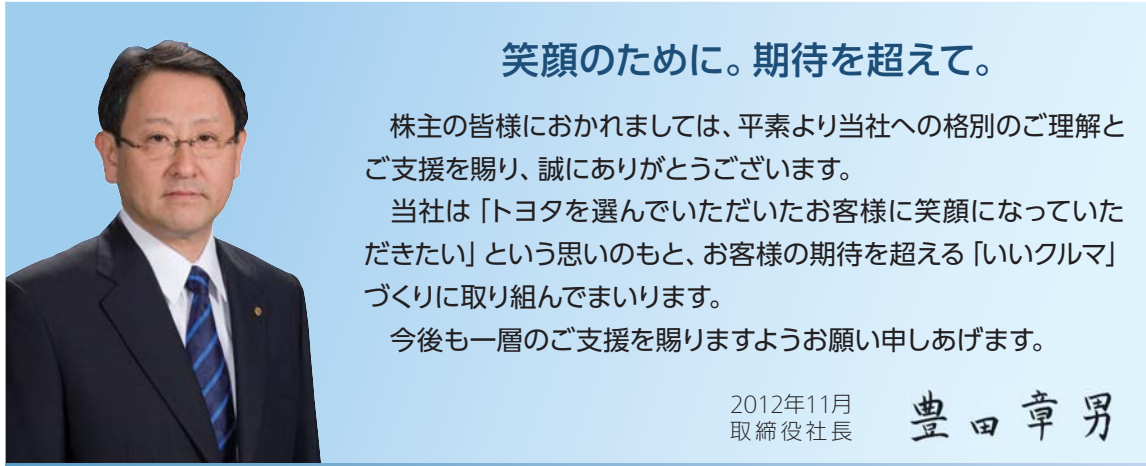 笑顔のために。期待を超えて。
株主の皆様におかれましては、平素より当社への格別のご理解と
ご支援を賜り、誠にありがとうございます。
当社は「トヨタを選んでいただいたお客様に笑顔になっていた
だきたい」という思いのもと、お客様の期待を超える「いいクルマ」
づくりに取り組んでまいります。
今後も一層のご支援を賜りますようお願い申しあげます。
2012年11月
取締役社長
豊田章男